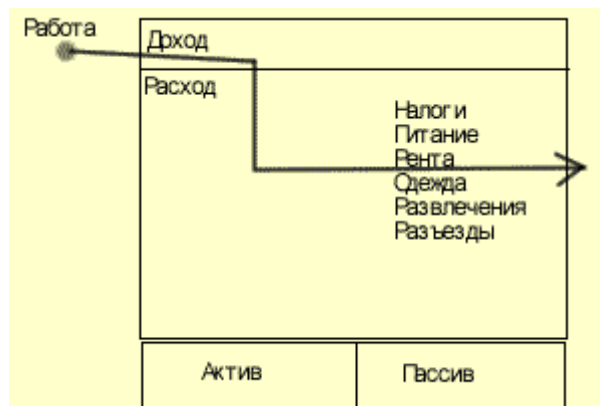 Работа
Доход
Расход
Налоги
Питание
Рента
Одежда
Развлечения
Разъезды
Актив
Пассив